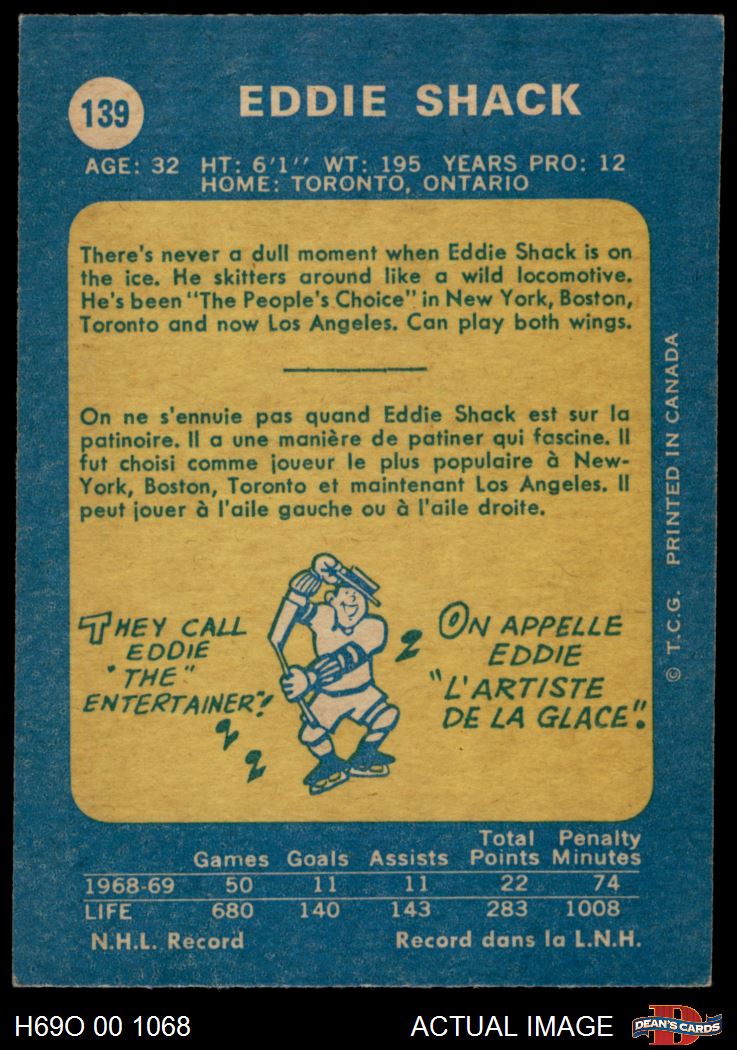 139
EDDIE SHACK
AGE: 32 HT: 6'1'' WT: 195 YEARS PRO: 12
HOME: TORONTO, ONTARIO
There's never a dull moment when Eddie Shack is on
the ice. He skitters around like a wild locomotive.
He's been "The People's Choice" in New York, Boston,
Toronto and now Los Angeles. Can play both wings.
On ne s'ennuie pas quand Eddie Shack est sur la
patinoire. Il a une manière de patiner qui fascine. Il
fut choisi comme joueur le plus populaire à New-
York, Boston, Toronto et maintenant Los Angeles. Il
peut jouer à l'aile gauche ou à l'aile droite.
THEY CALL
EDDIE
"THE"
ENTERTAINER"!
ON APPELLE
EDDIE
"L'ARTISTE
DE LA GLACE"!
© T.C.G. PRINTED IN CANADA
Games Goals Assists Total Points Penalty Minutes
1968-69 50 11 11 22 74
LIFE 680 140 143 283 1008
N.H.L. Record Record dans la L.N.H.
H69O 00 1068 ACTUAL IMAGE
DEAN'S CARDS